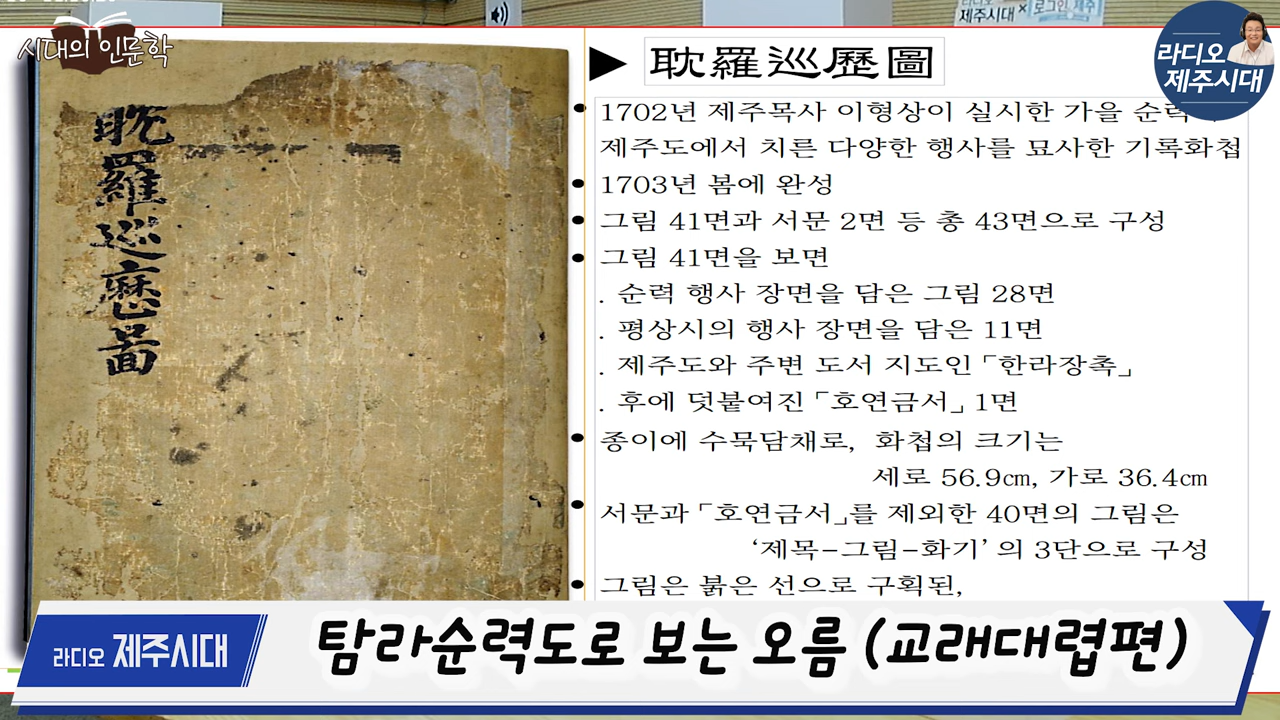 시대의 인문학
라디오
제주시대
×
로그인 제주
라디오
제주시대
耽羅巡歷圖
▶ 耽羅巡歷圖
• 1702년 제주목사 이형상이 실시한 가을 순력
제주도에서 치른 다양한 행사를 묘사한 기록화첩
• 1703년 봄에 완성
• 그림 41면과 서문 2면 등 총 43면으로 구성
• 그림 41면을 보면
. 순력 행사 장면을 담은 그림 28면
. 평상시의 행사 장면을 담은 11면
. 제주도와 주변 도서 지도인 「한라장촉」
. 후에 덧붙여진 「호연금서」 1면
• 종이에 수묵담채로, 화첩의 크기는
세로 56.9㎝, 가로 36.4㎝
• 서문과 「호연금서」를 제외한 40면의 그림은
‘제목-그림-화기’ 의 3단으로 구성
• 그림은 붉은 선으로 구획된,
라디오 제주시대
탐라순력도로 보는 오름 (교래대렵편)